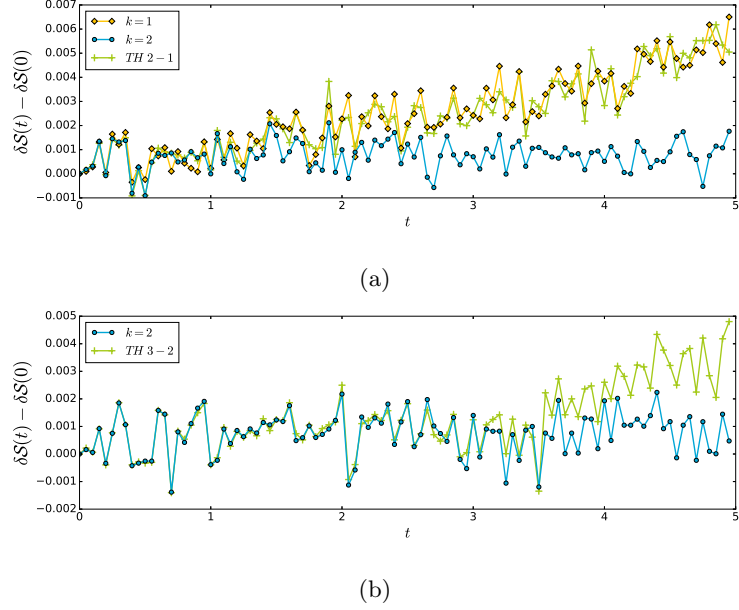 0.007
0.006
0.005
0.004
0.003
0.002
0.001
0.000
−0.001
δS(t) − δS(0)
k = 1
k = 2
TH 2 − 1
0 1 2 3 4 5
t
(a)
0.005
0.004
0.003
0.002
0.001
0.000
−0.001
−0.002
δS(t) − δS(0)
k = 2
TH 3 − 2
0 1 2 3 4 5
t
(b)